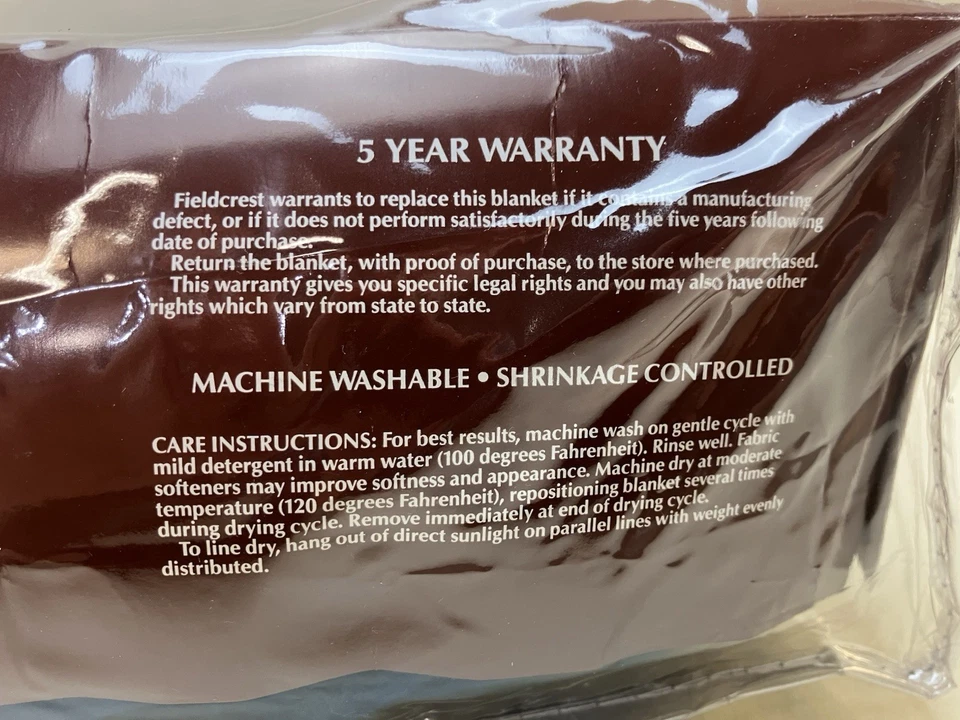 5 YEAR WARRANTY
Fieldcrest warrants to replace this blanket if it contains a manufacturing
defect, or if it does not perform satisfactorily during the five years following
date of purchase.
Return the blanket, with proof of purchase, to the store where purchased.
This warranty gives you specific legal rights and you may also have other
rights which vary from state to state.
MACHINE WASHABLE • SHRINKAGE CONTROLLED
CARE INSTRUCTIONS: For best results, machine wash on gentle cycle with
mild detergent in warm water (100 degrees Fahrenheit). Rinse well. Fabric
softeners may improve softness and appearance. Machine dry at moderate
temperature (120 degrees Fahrenheit), repositioning blanket several times
during drying cycle. Remove immediately at end of drying cycle.
To line dry, hang out of direct sunlight on parallel lines with weight evenly
distributed.